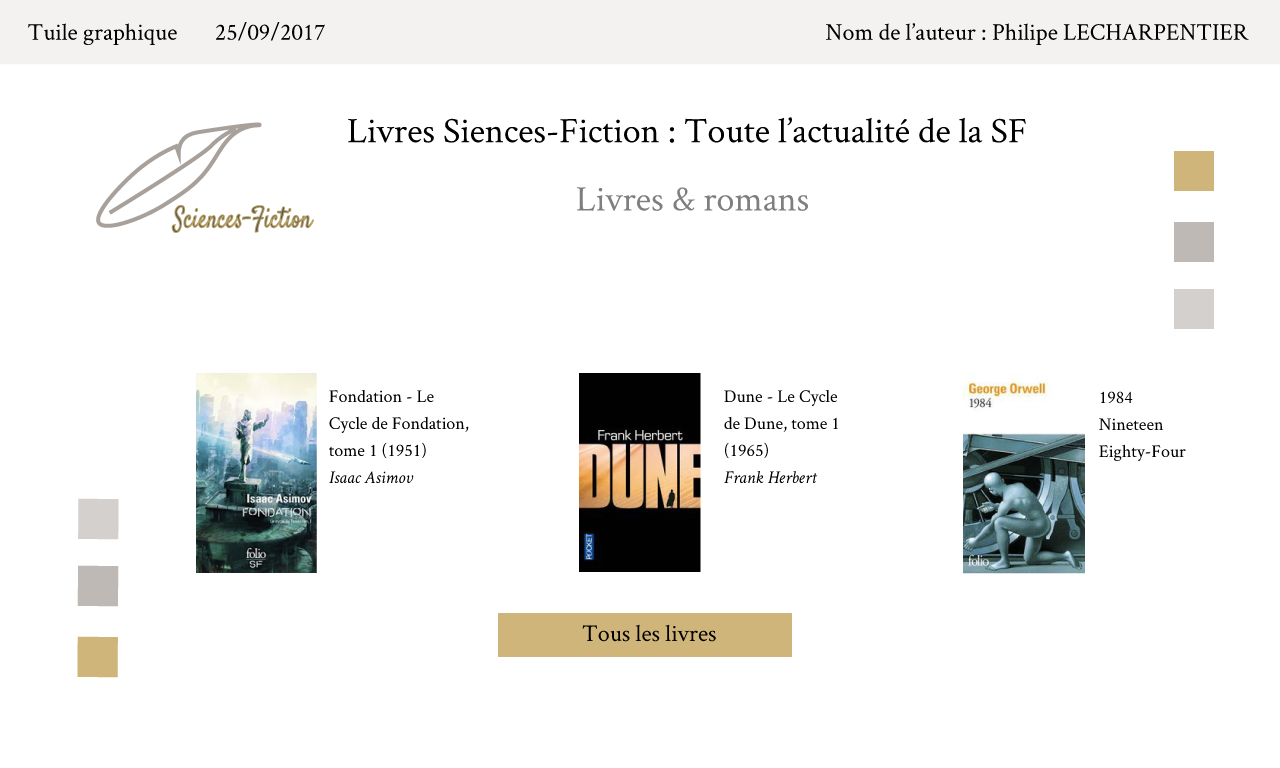 Tuile graphique 25/09/2017 Nom de l’auteur : Philipe LECHARPENTIER
Livres Siences-Fiction : Toute l’actualité de la SF
Sciences-Fiction
Livres & romans
Isaac Asimov
FONDATION
folio
SF
Fondation - Le
Cycle de Fondation,
tome 1 (1951)
Isaac Asimov
Frank Herbert
DUNE
POCKET
Dune - Le Cycle
de Dune, tome 1
(1965)
Frank Herbert
George Orwell
1984
folio
1984
Nineteen
Eighty-Four
Tous les livres